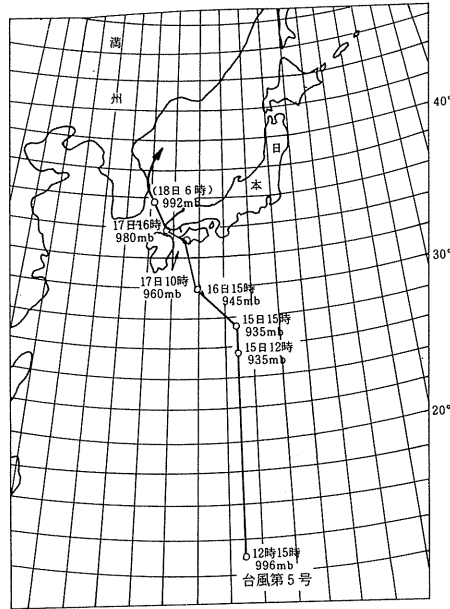 満
州
40°
日
本
(18日6時)
992mb
17日16時
980mb
30°
17日10時
960mb
16日15時
945mb
15日15時
935mb
15日12時
935mb
20°
12時15時
996mb
台風第5号